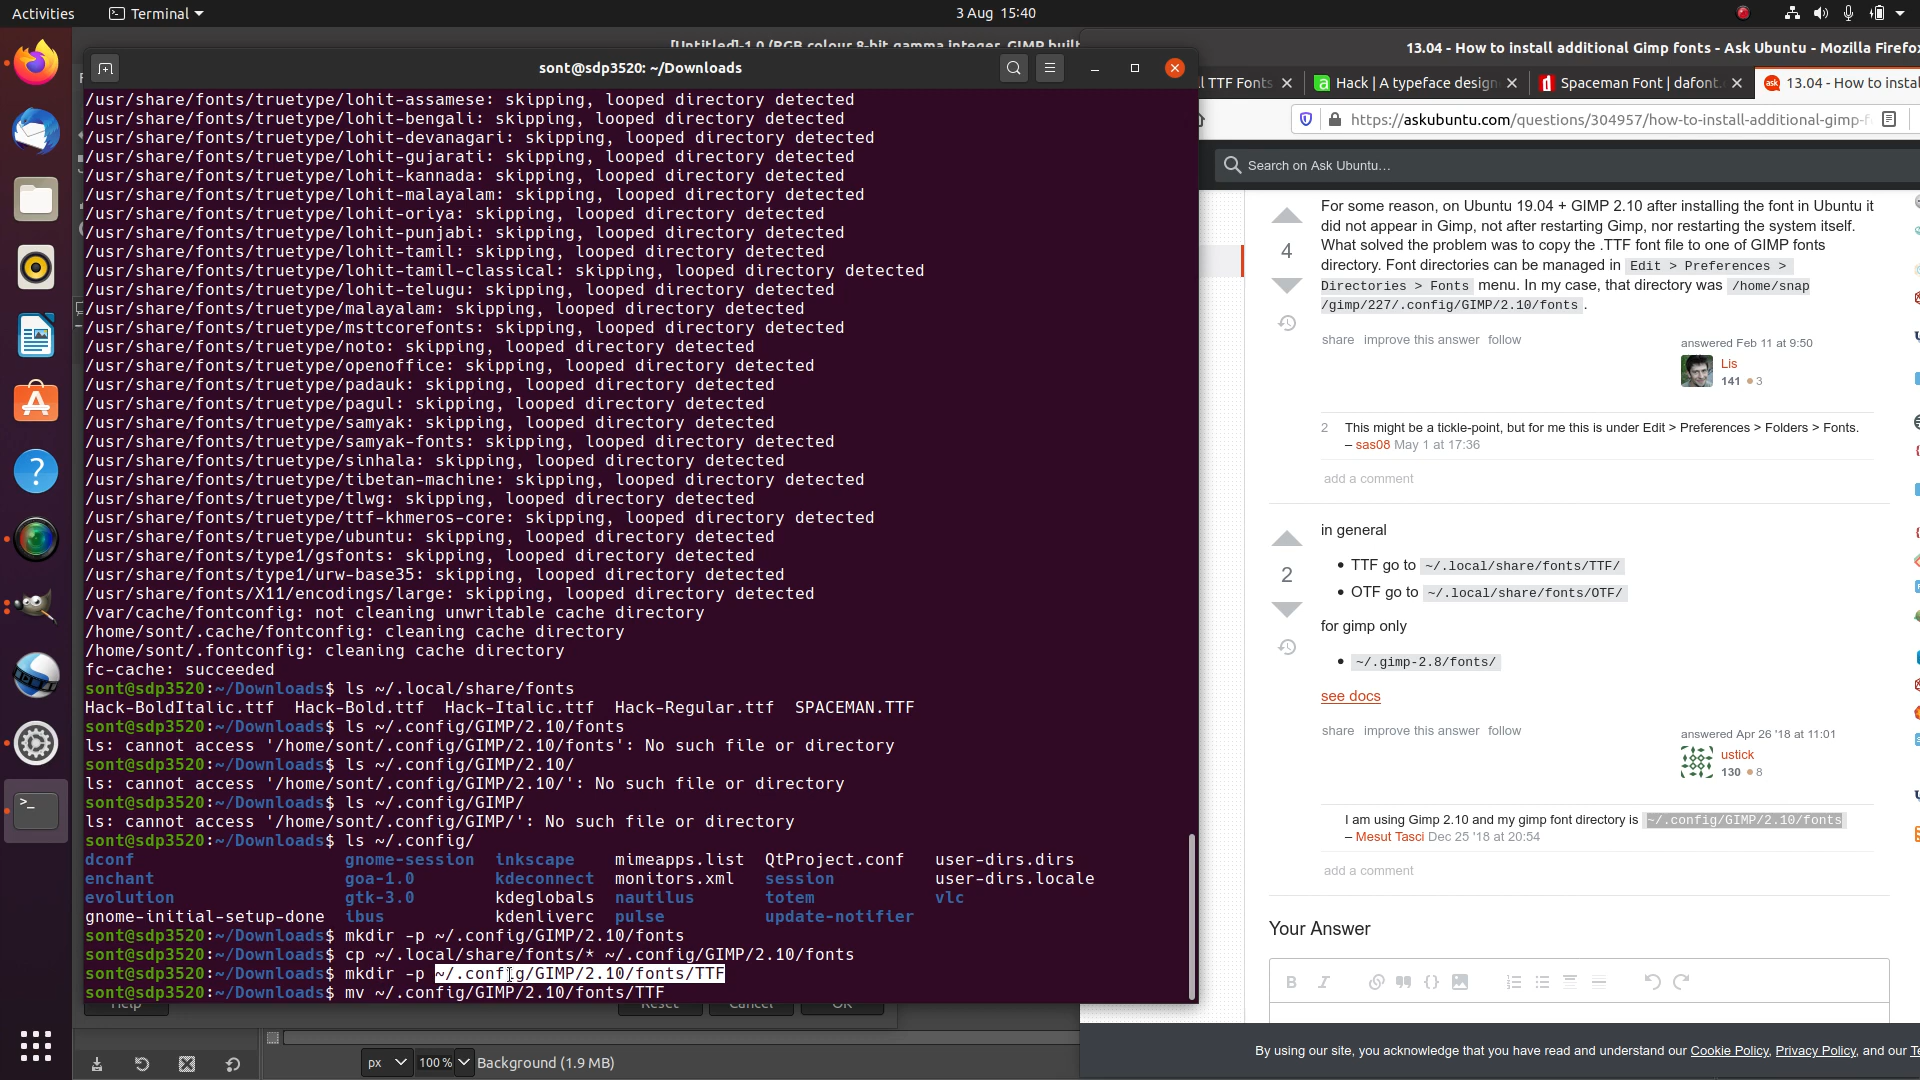 Activities
Terminal
3 Aug 15:40
[Untitled]-1.0 (RGB colour 8-bit gamma integer, GIMP built
13.04 - How to install additional Gimp fonts - Ask Ubuntu - Mozilla Firefox
sont@sdp3520: ~/Downloads
TTF Fonts
Hack | A typeface design
Spaceman Font | dafont.
13.04 - How to instal
https://askubuntu.com/questions/304957/how-to-install-additional-gimp-f
Search on Ask Ubuntu...
/usr/share/fonts/truetype/lohit-assamese: skipping, looped directory detected
/usr/share/fonts/truetype/lohit-bengali: skipping, looped directory detected
/usr/share/fonts/truetype/lohit-devanagari: skipping, looped directory detected
/usr/share/fonts/truetype/lohit-gujarati: skipping, looped directory detected
/usr/share/fonts/truetype/lohit-kannada: skipping, looped directory detected
/usr/share/fonts/truetype/lohit-malayalam: skipping, looped directory detected
/usr/share/fonts/truetype/lohit-oriya: skipping, looped directory detected
/usr/share/fonts/truetype/lohit-punjabi: skipping, looped directory detected
/usr/share/fonts/truetype/lohit-tamil: skipping, looped directory detected
/usr/share/fonts/truetype/lohit-tamil-classical: skipping, looped directory detected
/usr/share/fonts/truetype/lohit-telugu: skipping, looped directory detected
/usr/share/fonts/truetype/malayalam: skipping, looped directory detected
/usr/share/fonts/truetype/msttcorefonts: skipping, looped directory detected
/usr/share/fonts/truetype/noto: skipping, looped directory detected
/usr/share/fonts/truetype/openoffice: skipping, looped directory detected
/usr/share/fonts/truetype/padauk: skipping, looped directory detected
/usr/share/fonts/truetype/pagul: skipping, looped directory detected
/usr/share/fonts/truetype/samyak: skipping, looped directory detected
/usr/share/fonts/truetype/samyak-fonts: skipping, looped directory detected
/usr/share/fonts/truetype/sinhala: skipping, looped directory detected
/usr/share/fonts/truetype/tibetan-machine: skipping, looped directory detected
/usr/share/fonts/truetype/tlwg: skipping, looped directory detected
/usr/share/fonts/truetype/ttf-khmeros-core: skipping, looped directory detected
/usr/share/fonts/truetype/ubuntu: skipping, looped directory detected
/usr/share/fonts/type1/gsfonts: skipping, looped directory detected
/usr/share/fonts/type1/urw-base35: skipping, looped directory detected
/usr/share/fonts/X11/encodings/large: skipping, looped directory detected
/var/cache/fontconfig: not cleaning unwritable cache directory
/home/sont/.cache/fontconfig: cleaning cache directory
/home/sont/.fontconfig: cleaning cache directory
fc-cache: succeeded
sont@sdp3520:~/Downloads$ ls ~/.local/share/fonts
Hack-BoldItalic.ttf Hack-Bold.ttf Hack-Italic.ttf Hack-Regular.ttf SPACEMAN.TTF
sont@sdp3520:~/Downloads$ ls ~/.config/GIMP/2.10/fonts
ls: cannot access '/home/sont/.config/GIMP/2.10/fonts': No such file or directory
sont@sdp3520:~/Downloads$ ls ~/.config/GIMP/2.10/
ls: cannot access '/home/sont/.config/GIMP/2.10/': No such file or directory
sont@sdp3520:~/Downloads$ ls ~/.config/GIMP/
ls: cannot access '/home/sont/.config/GIMP/': No such file or directory
sont@sdp3520:~/Downloads$ ls ~/.config/
dconf gnome-session inkscape mimeapps.list QtProject.conf user-dirs.dirs
enchant goa-1.0 kdeconnect monitors.xml session user-dirs.locale
evolution gtk-3.0 kdeglobals nautilus totem vlc
gnome-initial-setup-done ibus kdenliverc pulse update-notifier
sont@sdp3520:~/Downloads$ mkdir -p ~/.config/GIMP/2.10/fonts
sont@sdp3520:~/Downloads$ cp ~/.local/share/fonts/* ~/.config/GIMP/2.10/fonts
sont@sdp3520:~/Downloads$ mkdir -p ~/.config/GIMP/2.10/fonts/TTF
sont@sdp3520:~/Downloads$ mv ~/.config/GIMP/2.10/fonts/TTF
Help
Reset
Cancel
OK
px
100 %
Background (1.9 MB)
For some reason, on Ubuntu 19.04 + GIMP 2.10 after installing the font in Ubuntu it
did not appear in Gimp, not after restarting Gimp, nor restarting the system itself.
4
What solved the problem was to copy the .TTF font file to one of GIMP fonts
directory. Font directories can be managed in Edit > Preferences >
Directories > Fonts menu. In my case, that directory was /home/snap
/gimp/227/.config/GIMP/2.10/fonts .
share improve this answer follow
answered Feb 11 at 9:50
Lis
141 3
2 This might be a tickle-point, but for me this is under Edit > Preferences > Folders > Fonts.
– sas08 May 1 at 17:36
add a comment
in general
2
TTF go to ~/.local/share/fonts/TTF/
OTF go to ~/.local/share/fonts/OTF/
for gimp only
~/.gimp-2.8/fonts/
see docs
share improve this answer follow
answered Apr 26 '18 at 11:01
ustick
130 8
I am using Gimp 2.10 and my gimp font directory is ~/.config/GIMP/2.10/fonts
– Mesut Tasci Dec 25 '18 at 20:54
add a comment
Your Answer
B I
By using our site, you acknowledge that you have read and understand our Cookie Policy, Privacy Policy, and our Te